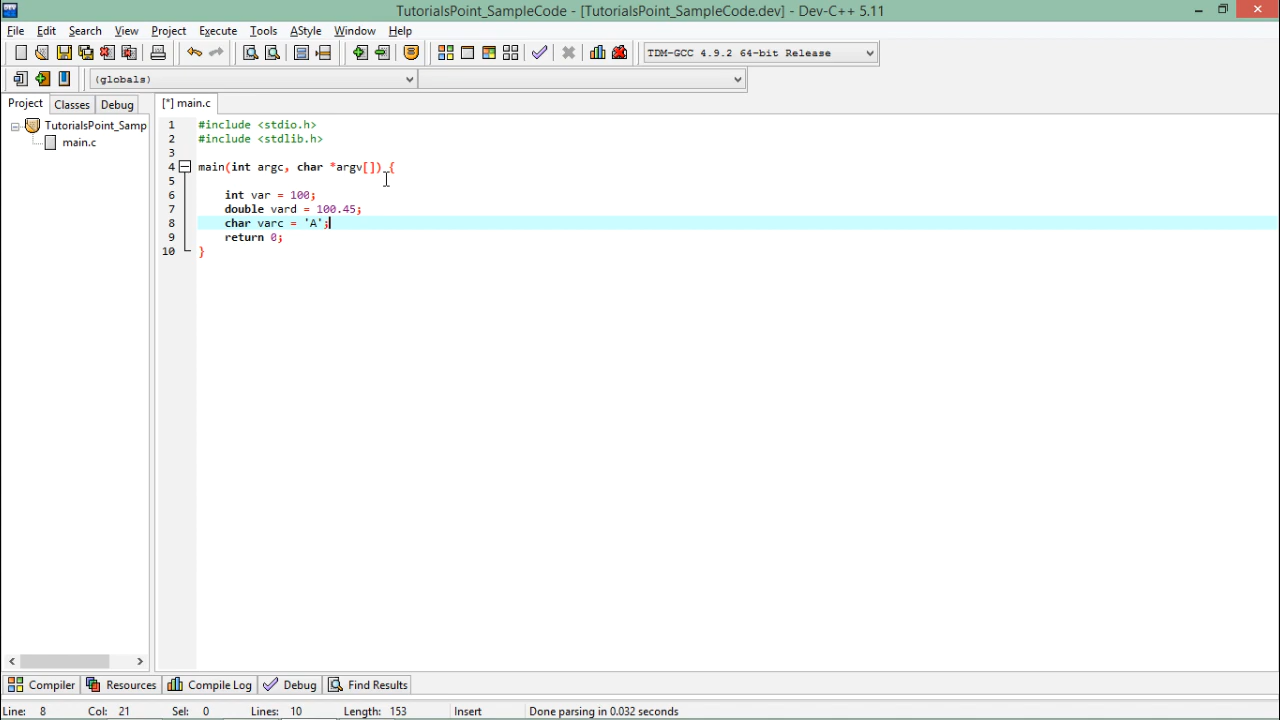 TutorialsPoint_SampleCode - [TutorialsPoint_SampleCode.dev] - Dev-C++ 5.11
File Edit Search View Project Execute Tools AStyle Window Help
TDM-GCC 4.9.2 64-bit Release
(globals)
Project Classes Debug [*] main.c
TutorialsPoint_Samp
main.c
1 #include <stdio.h>
2 #include <stdlib.h>
3
4 main(int argc, char *argv[]) {
5
6 int var = 100;
7 double vard = 100.45;
8 char varc = 'A';
9 return 0;
10 }
Compiler Resources Compile Log Debug Find Results
Line: 8 Col: 21 Sel: 0 Lines: 10 Length: 153 Insert Done parsing in 0.032 seconds